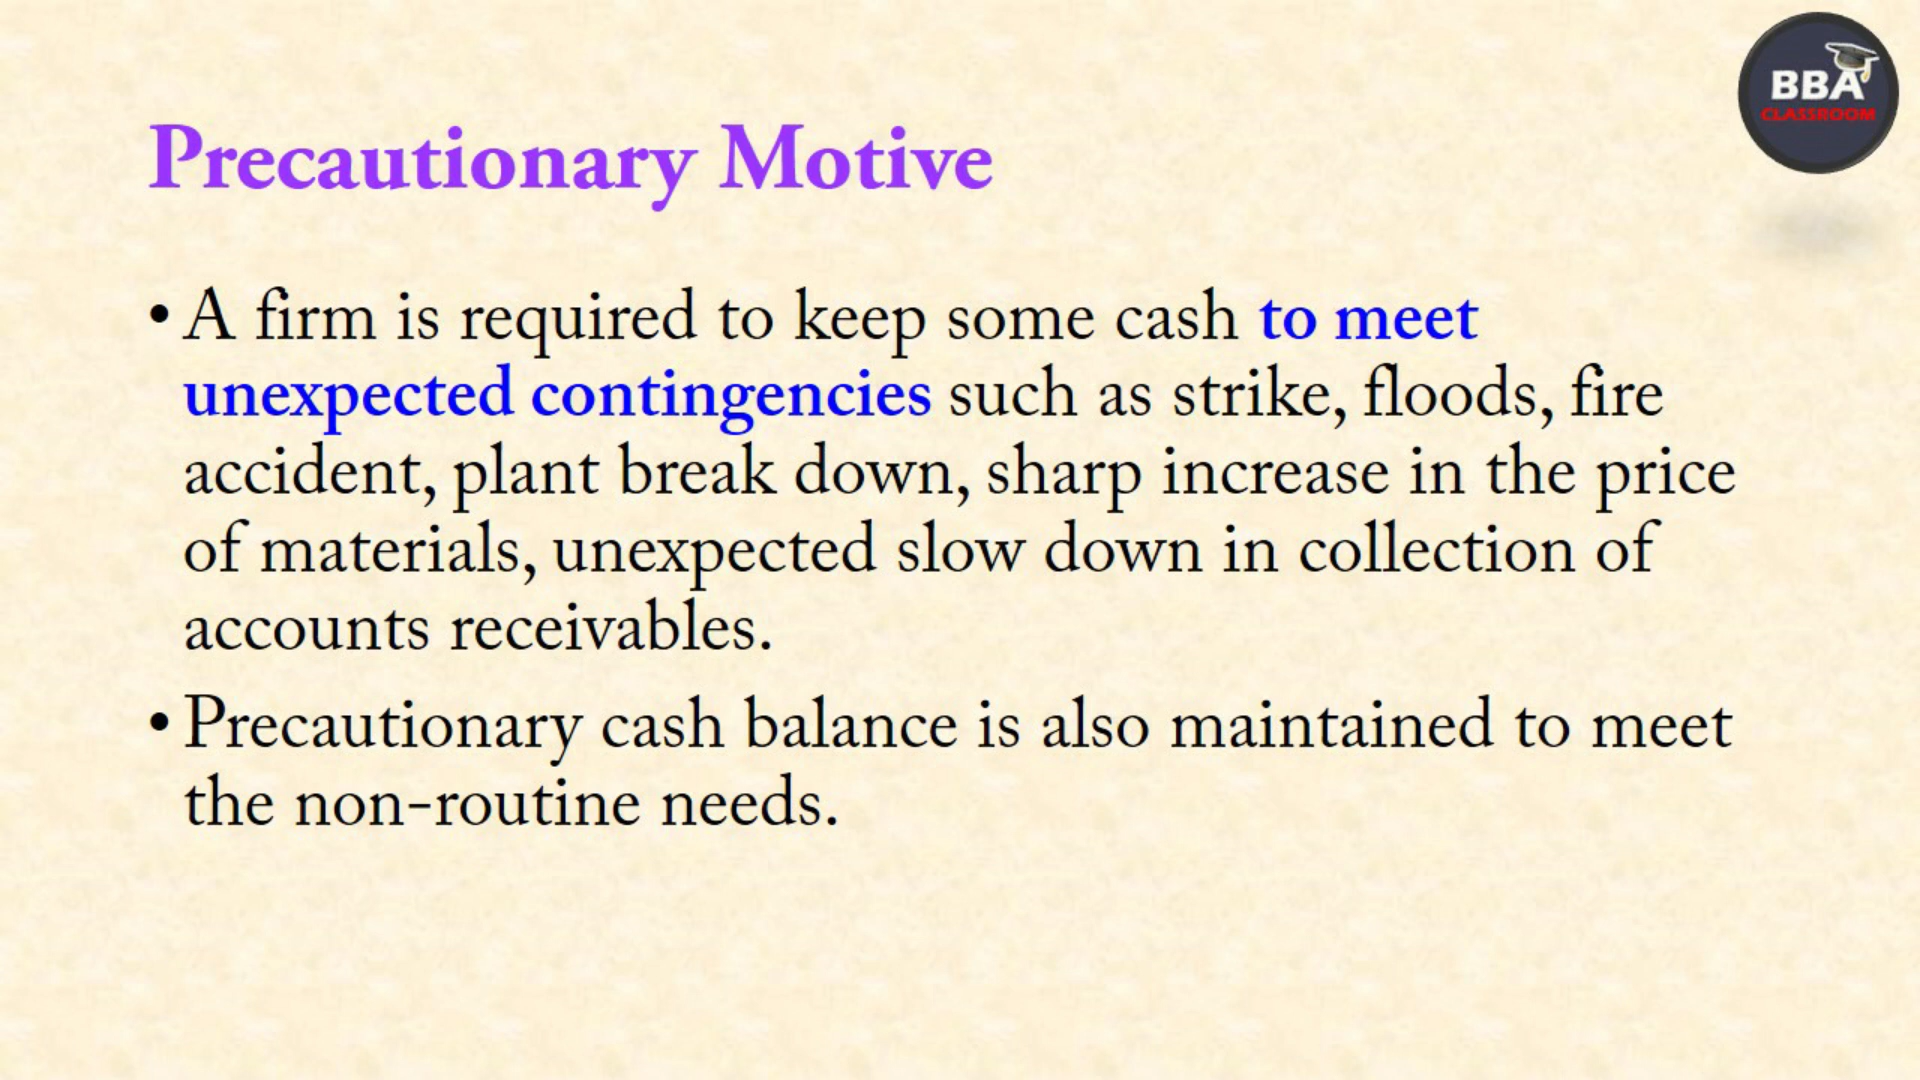 BBA
CLASSROOM
Precautionary Motive
• A firm is required to keep some cash to meet
unexpected contingencies such as strike, floods, fire
accident, plant break down, sharp increase in the price
of materials, unexpected slow down in collection of
accounts receivables.
• Precautionary cash balance is also maintained to meet
the non-routine needs.